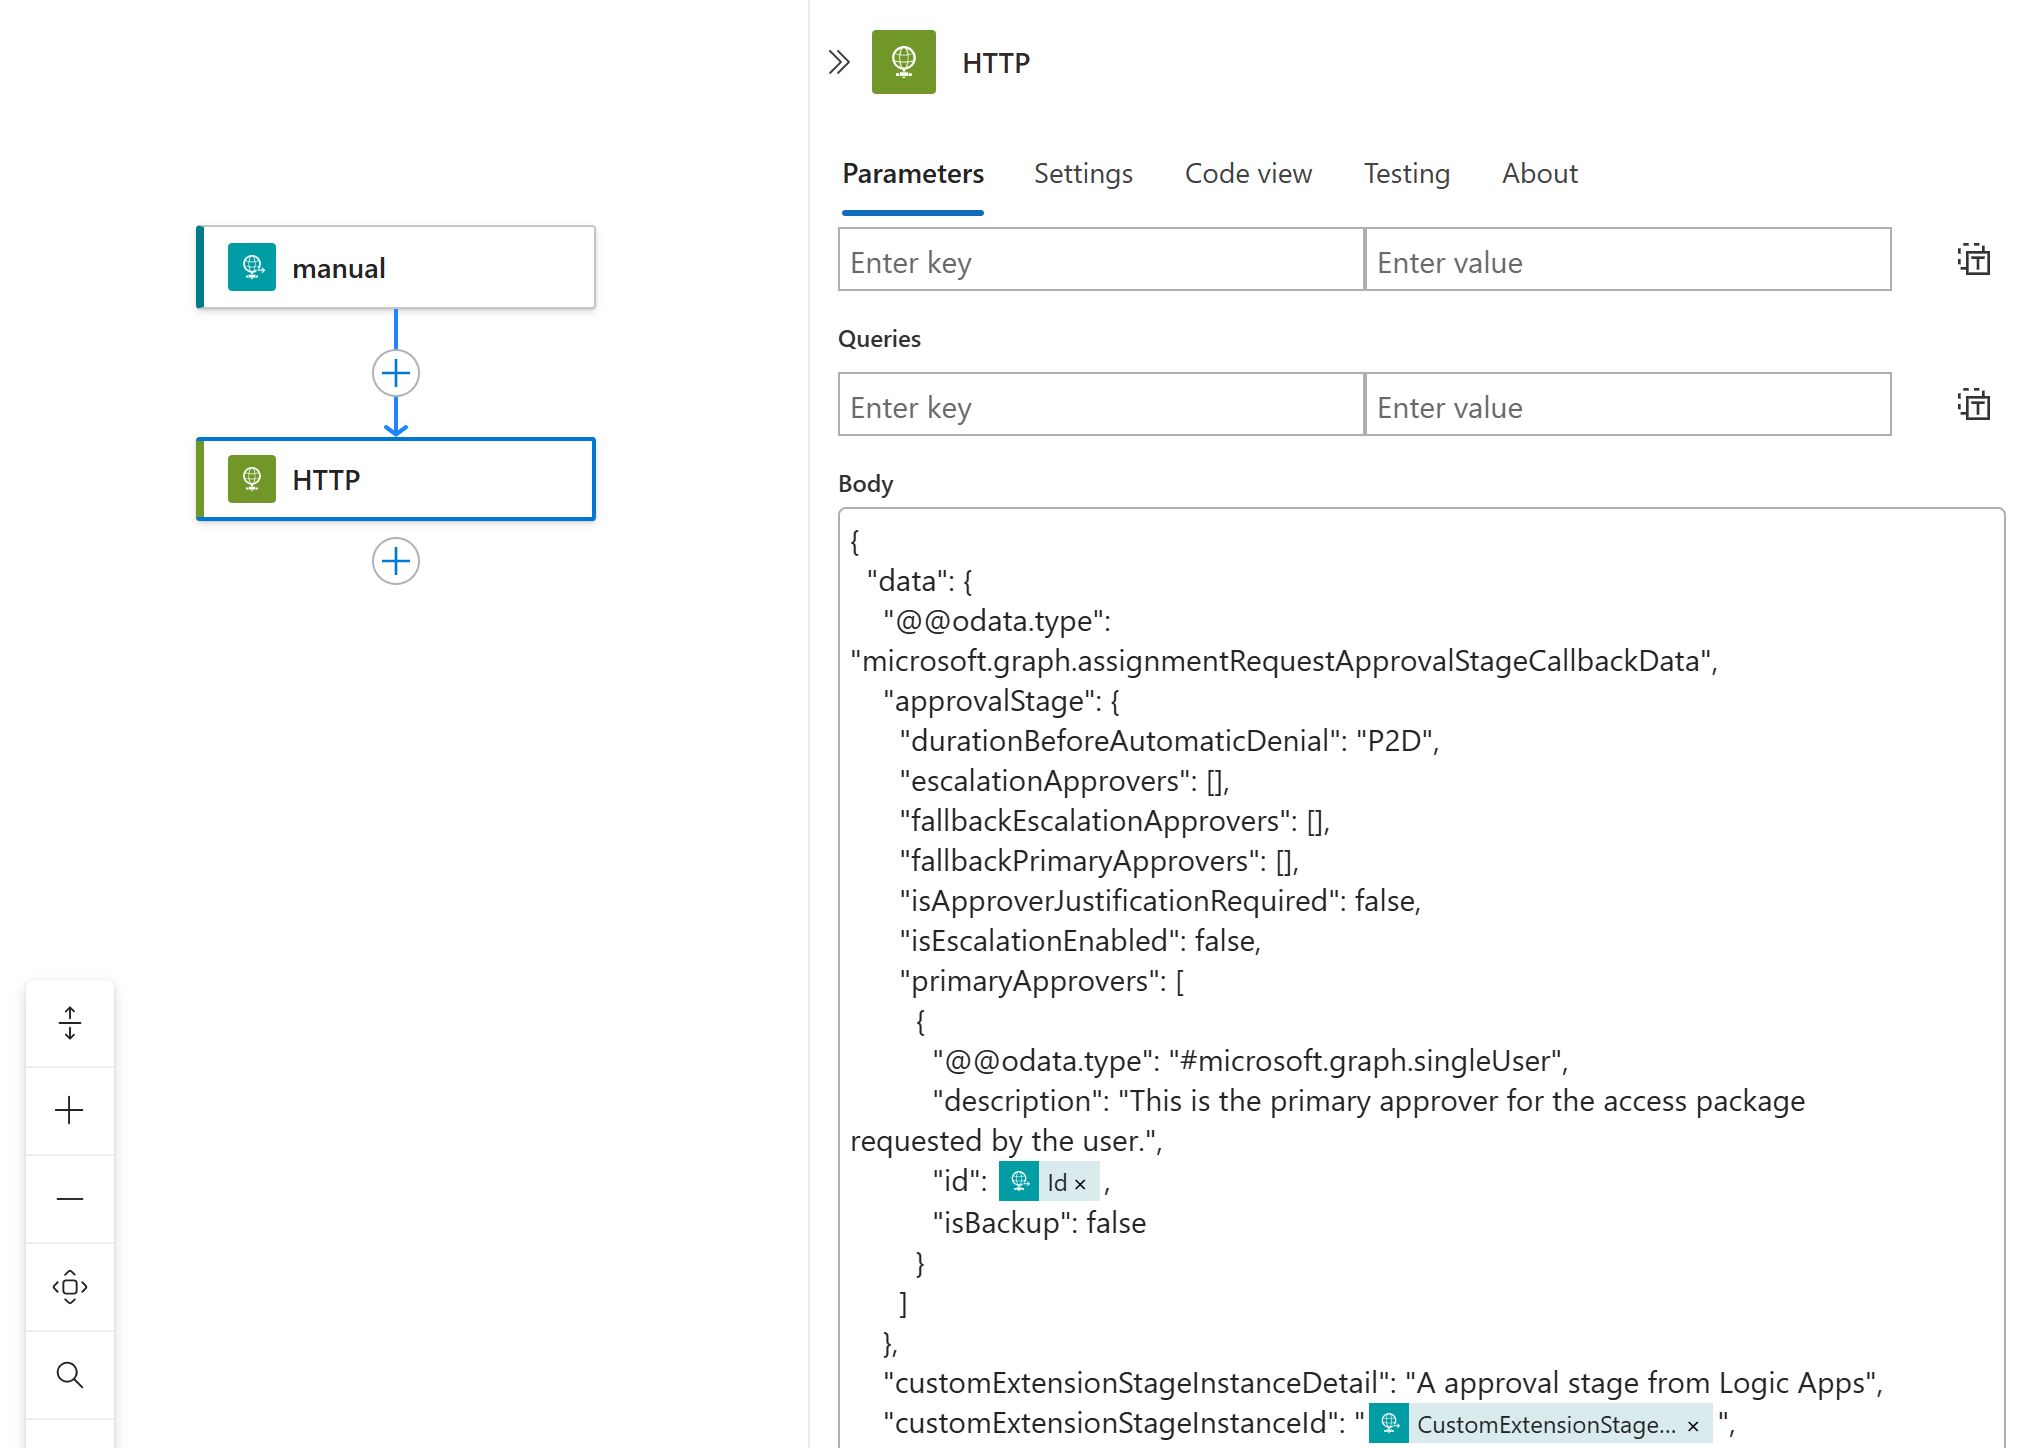 manual
HTTP
HTTP
Parameters Settings Code view Testing About
Enter key Enter value
Queries
Enter key Enter value
Body
{
"data": {
"@@odata.type":
"microsoft.graph.assignmentRequestApprovalStageCallbackData",
"approvalStage": {
"durationBeforeAutomaticDenial": "P2D",
"escalationApprovers": [],
"fallbackEscalationApprovers": [],
"fallbackPrimaryApprovers": [],
"isApproverJustificationRequired": false,
"isEscalationEnabled": false,
"primaryApprovers": [
{
"@@odata.type": "#microsoft.graph.singleUser",
"description": "This is the primary approver for the access package
requested by the user.",
"id": Id × ,
"isBackup": false
}
]
},
"customExtensionStageInstanceDetail": "A approval stage from Logic Apps",
"customExtensionStageInstanceId": " CustomExtensionStage... × ",